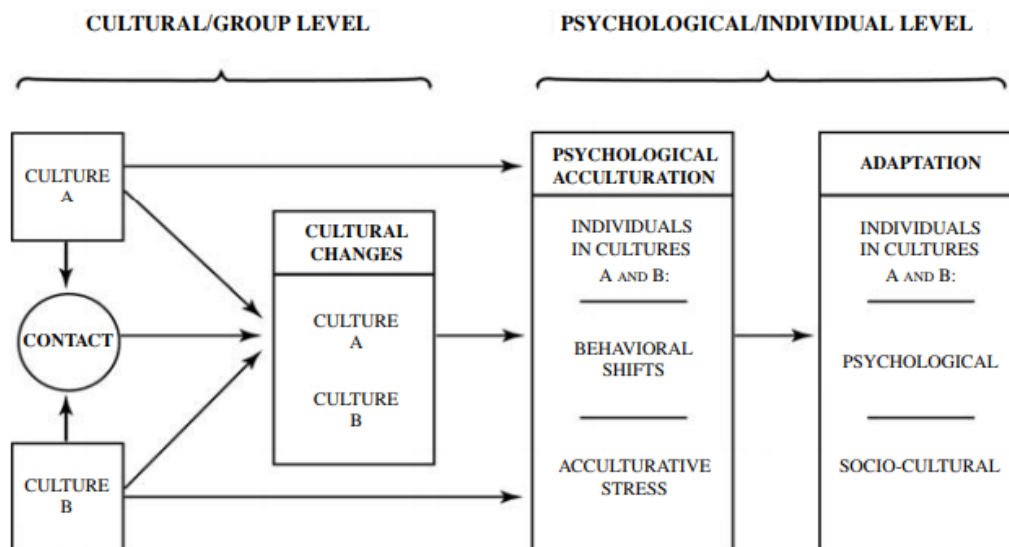 CULTURAL/GROUP LEVEL
PSYCHOLOGICAL/INDIVIDUAL LEVEL
CULTURE
A
CONTACT
CULTURE
B
CULTURAL
CHANGES
CULTURE
A
CULTURE
B
PSYCHOLOGICAL
ACCULTURATION
INDIVIDUALS
IN CULTURES
A AND B:
BEHAVIORAL
SHIFTS
ACCULTURATIVE
STRESS
ADAPTATION
INDIVIDUALS
IN CULTURES
A AND B:
PSYCHOLOGICAL
SOCIO-CULTURAL